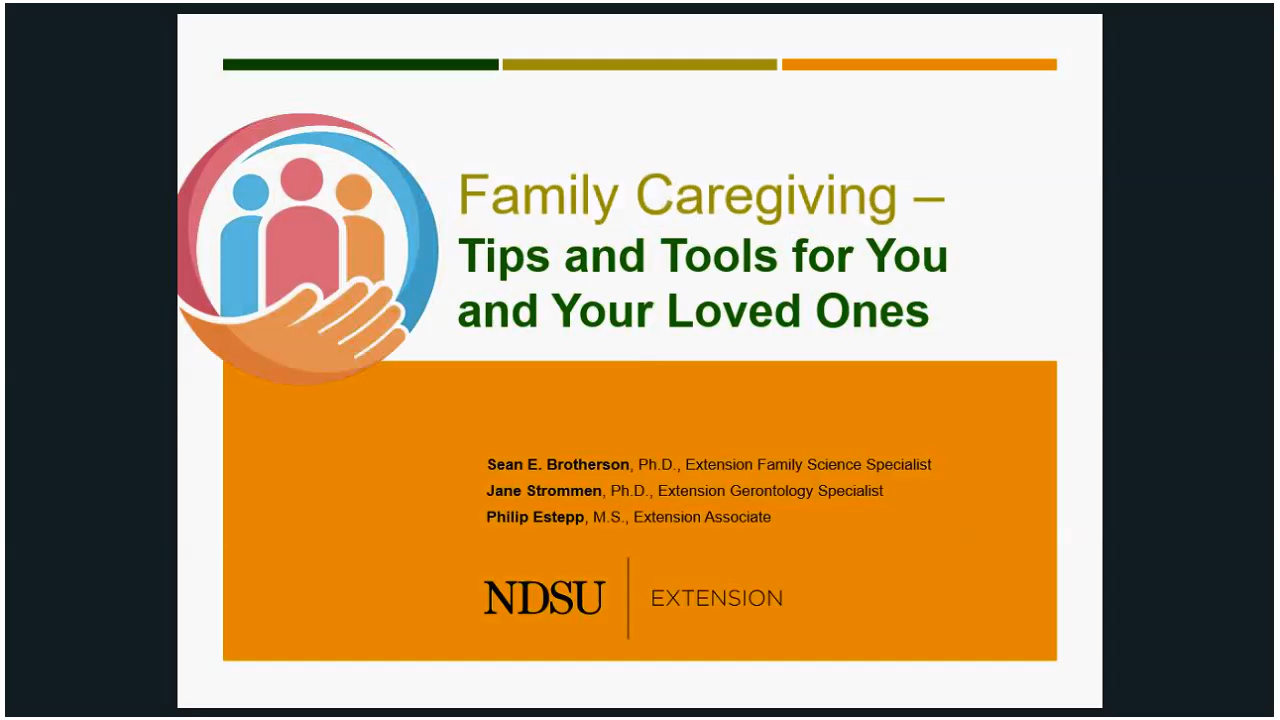 Family Caregiving –
Tips and Tools for You
and Your Loved Ones
Sean E. Brotherson, Ph.D., Extension Family Science Specialist
Jane Strommen, Ph.D., Extension Gerontology Specialist
Philip Estepp, M.S., Extension Associate
NDSU EXTENSION